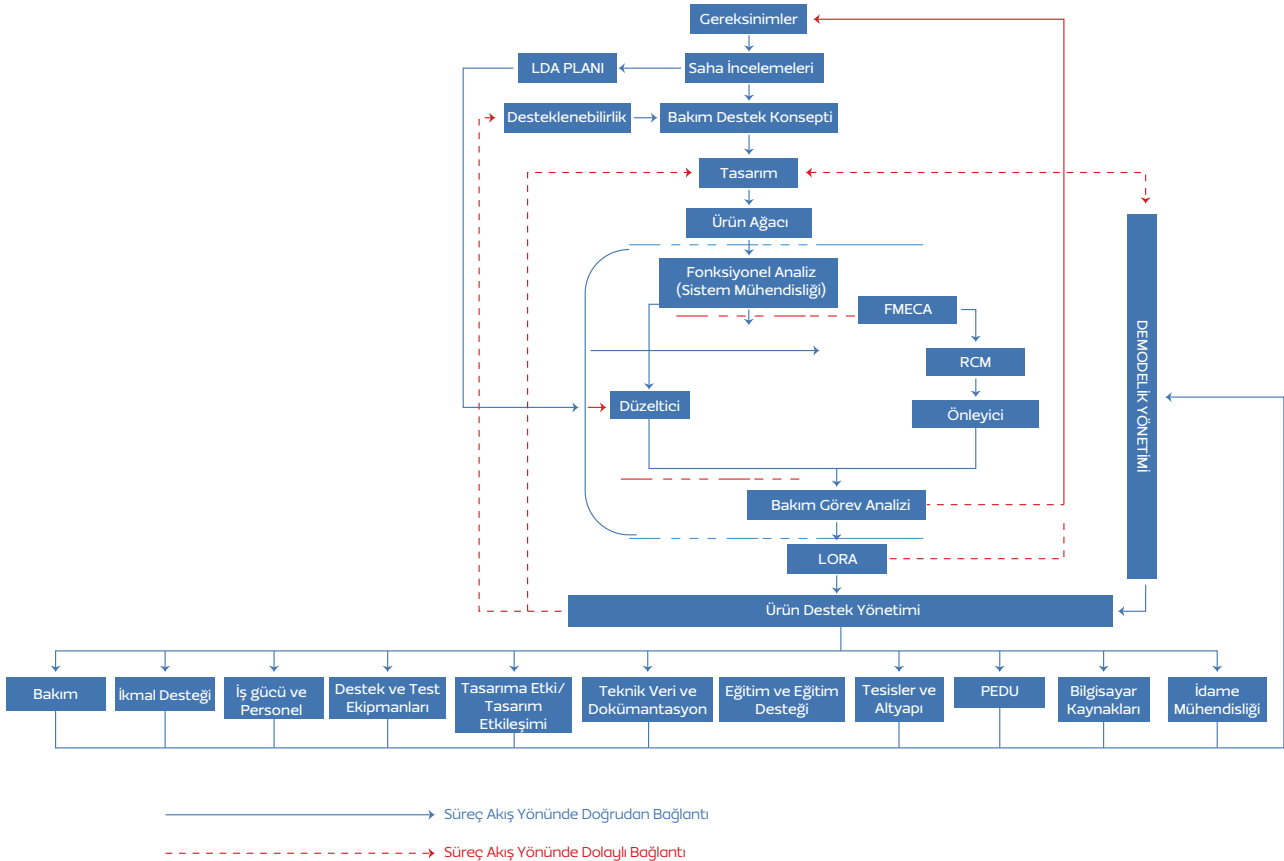 Gereksinimler
LDA PLANI
Saha İncelemeleri
Desteklenebilirlik
Bakım Destek Konsepti
Tasarım
Ürün Ağacı
Fonksiyonel Analiz
(Sistem Mühendisliği)
FMECA
RCM
Düzeltici
Önleyici
DEMODELİK YÖNETİMİ
Bakım Görev Analizi
LORA
Ürün Destek Yönetimi
Bakım
İkmal Desteği
İş gücü ve
Personel
Destek ve Test
Ekipmanları
Tasarıma Etki/
Tasarım
Etkileşimi
Teknik Veri ve
Dokümantasyon
Eğitim ve Eğitim
Desteği
Tesisler ve
Altyapı
PEDU
Bilgisayar
Kaynakları
İdame
Mühendisliği
Süreç Akış Yönünde Doğrudan Bağlantı
Süreç Akış Yönünde Dolaylı Bağlantı